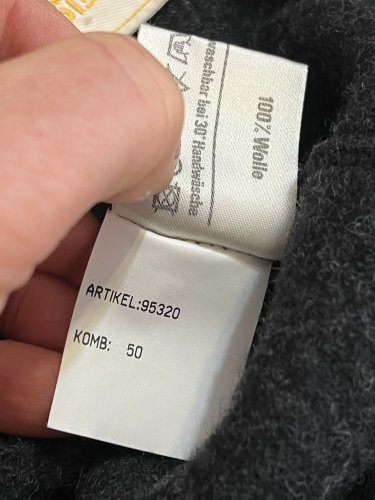 100% Wolle
waschbar bei 30° Handwäsche
ARTIKEL:95320
KOMB: 50